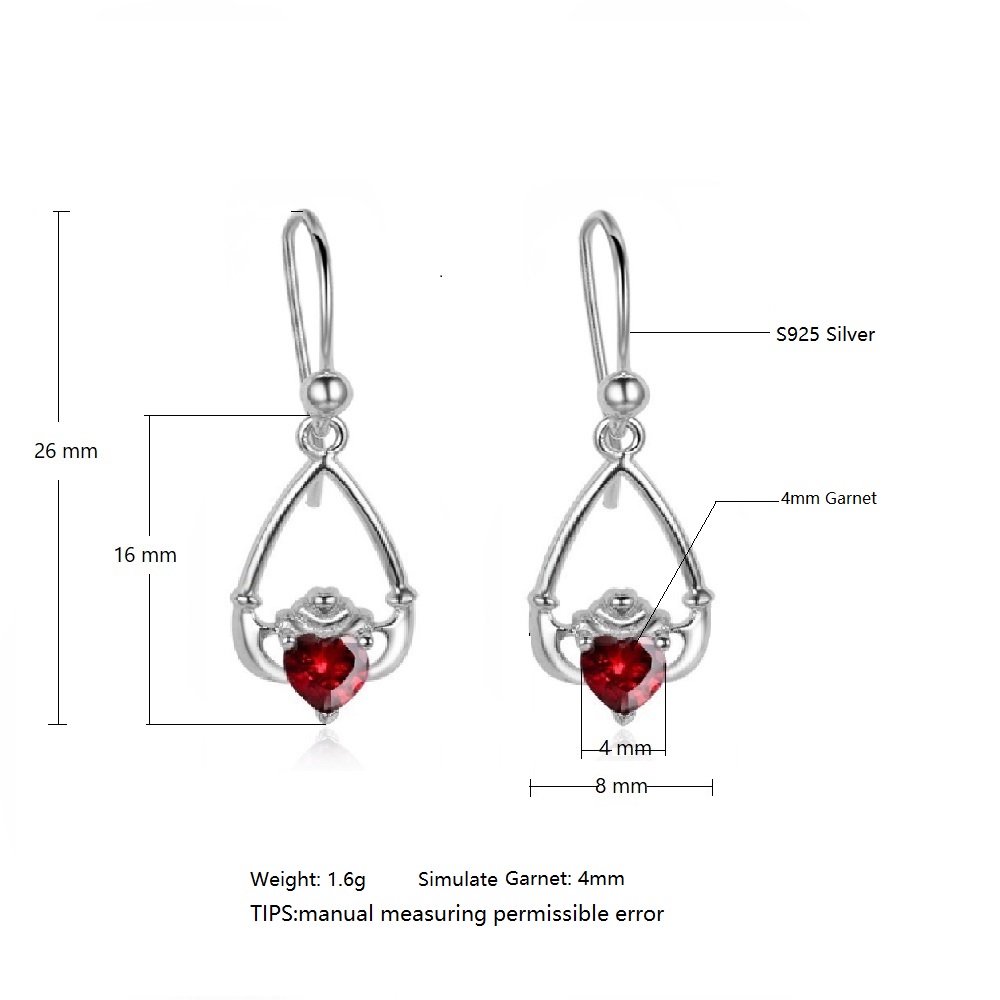 S925 Silver
26 mm
4mm Garnet
16 mm
4 mm
8 mm
Weight: 1.6g Simulate Garnet: 4mm
TIPS:manual measuring permissible error